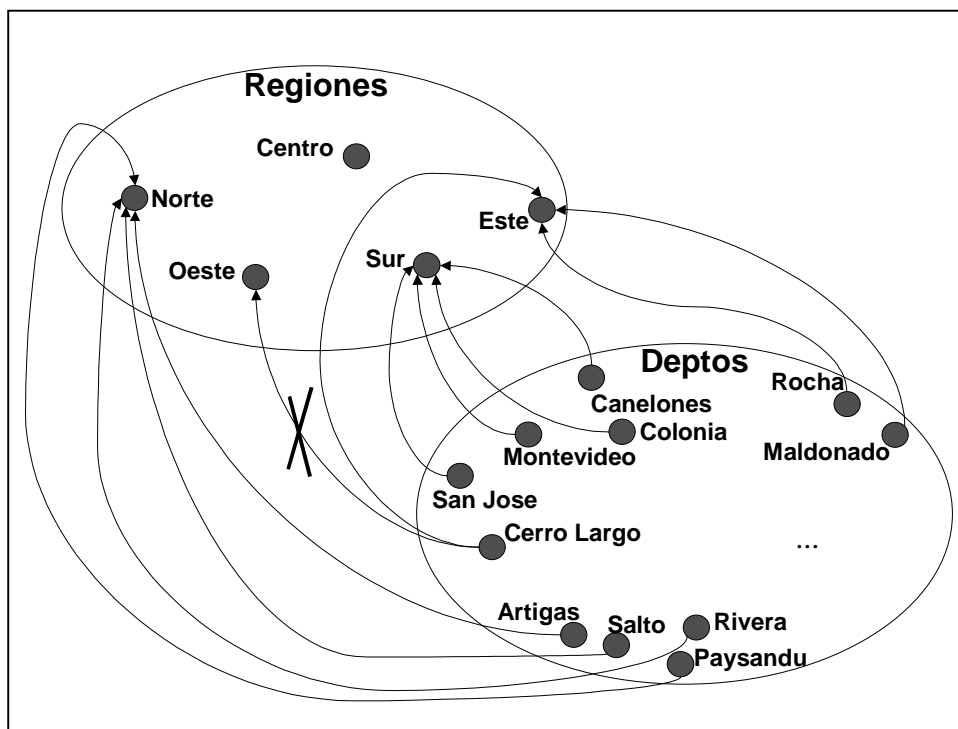 Regiones
Centro
Norte
Este
Sur
Oeste
Deptos
Rocha
Canelones
Colonia
Maldonado
Montevideo
San Jose
Cerro Largo
...
Artigas
Salto
Rivera
Paysandu